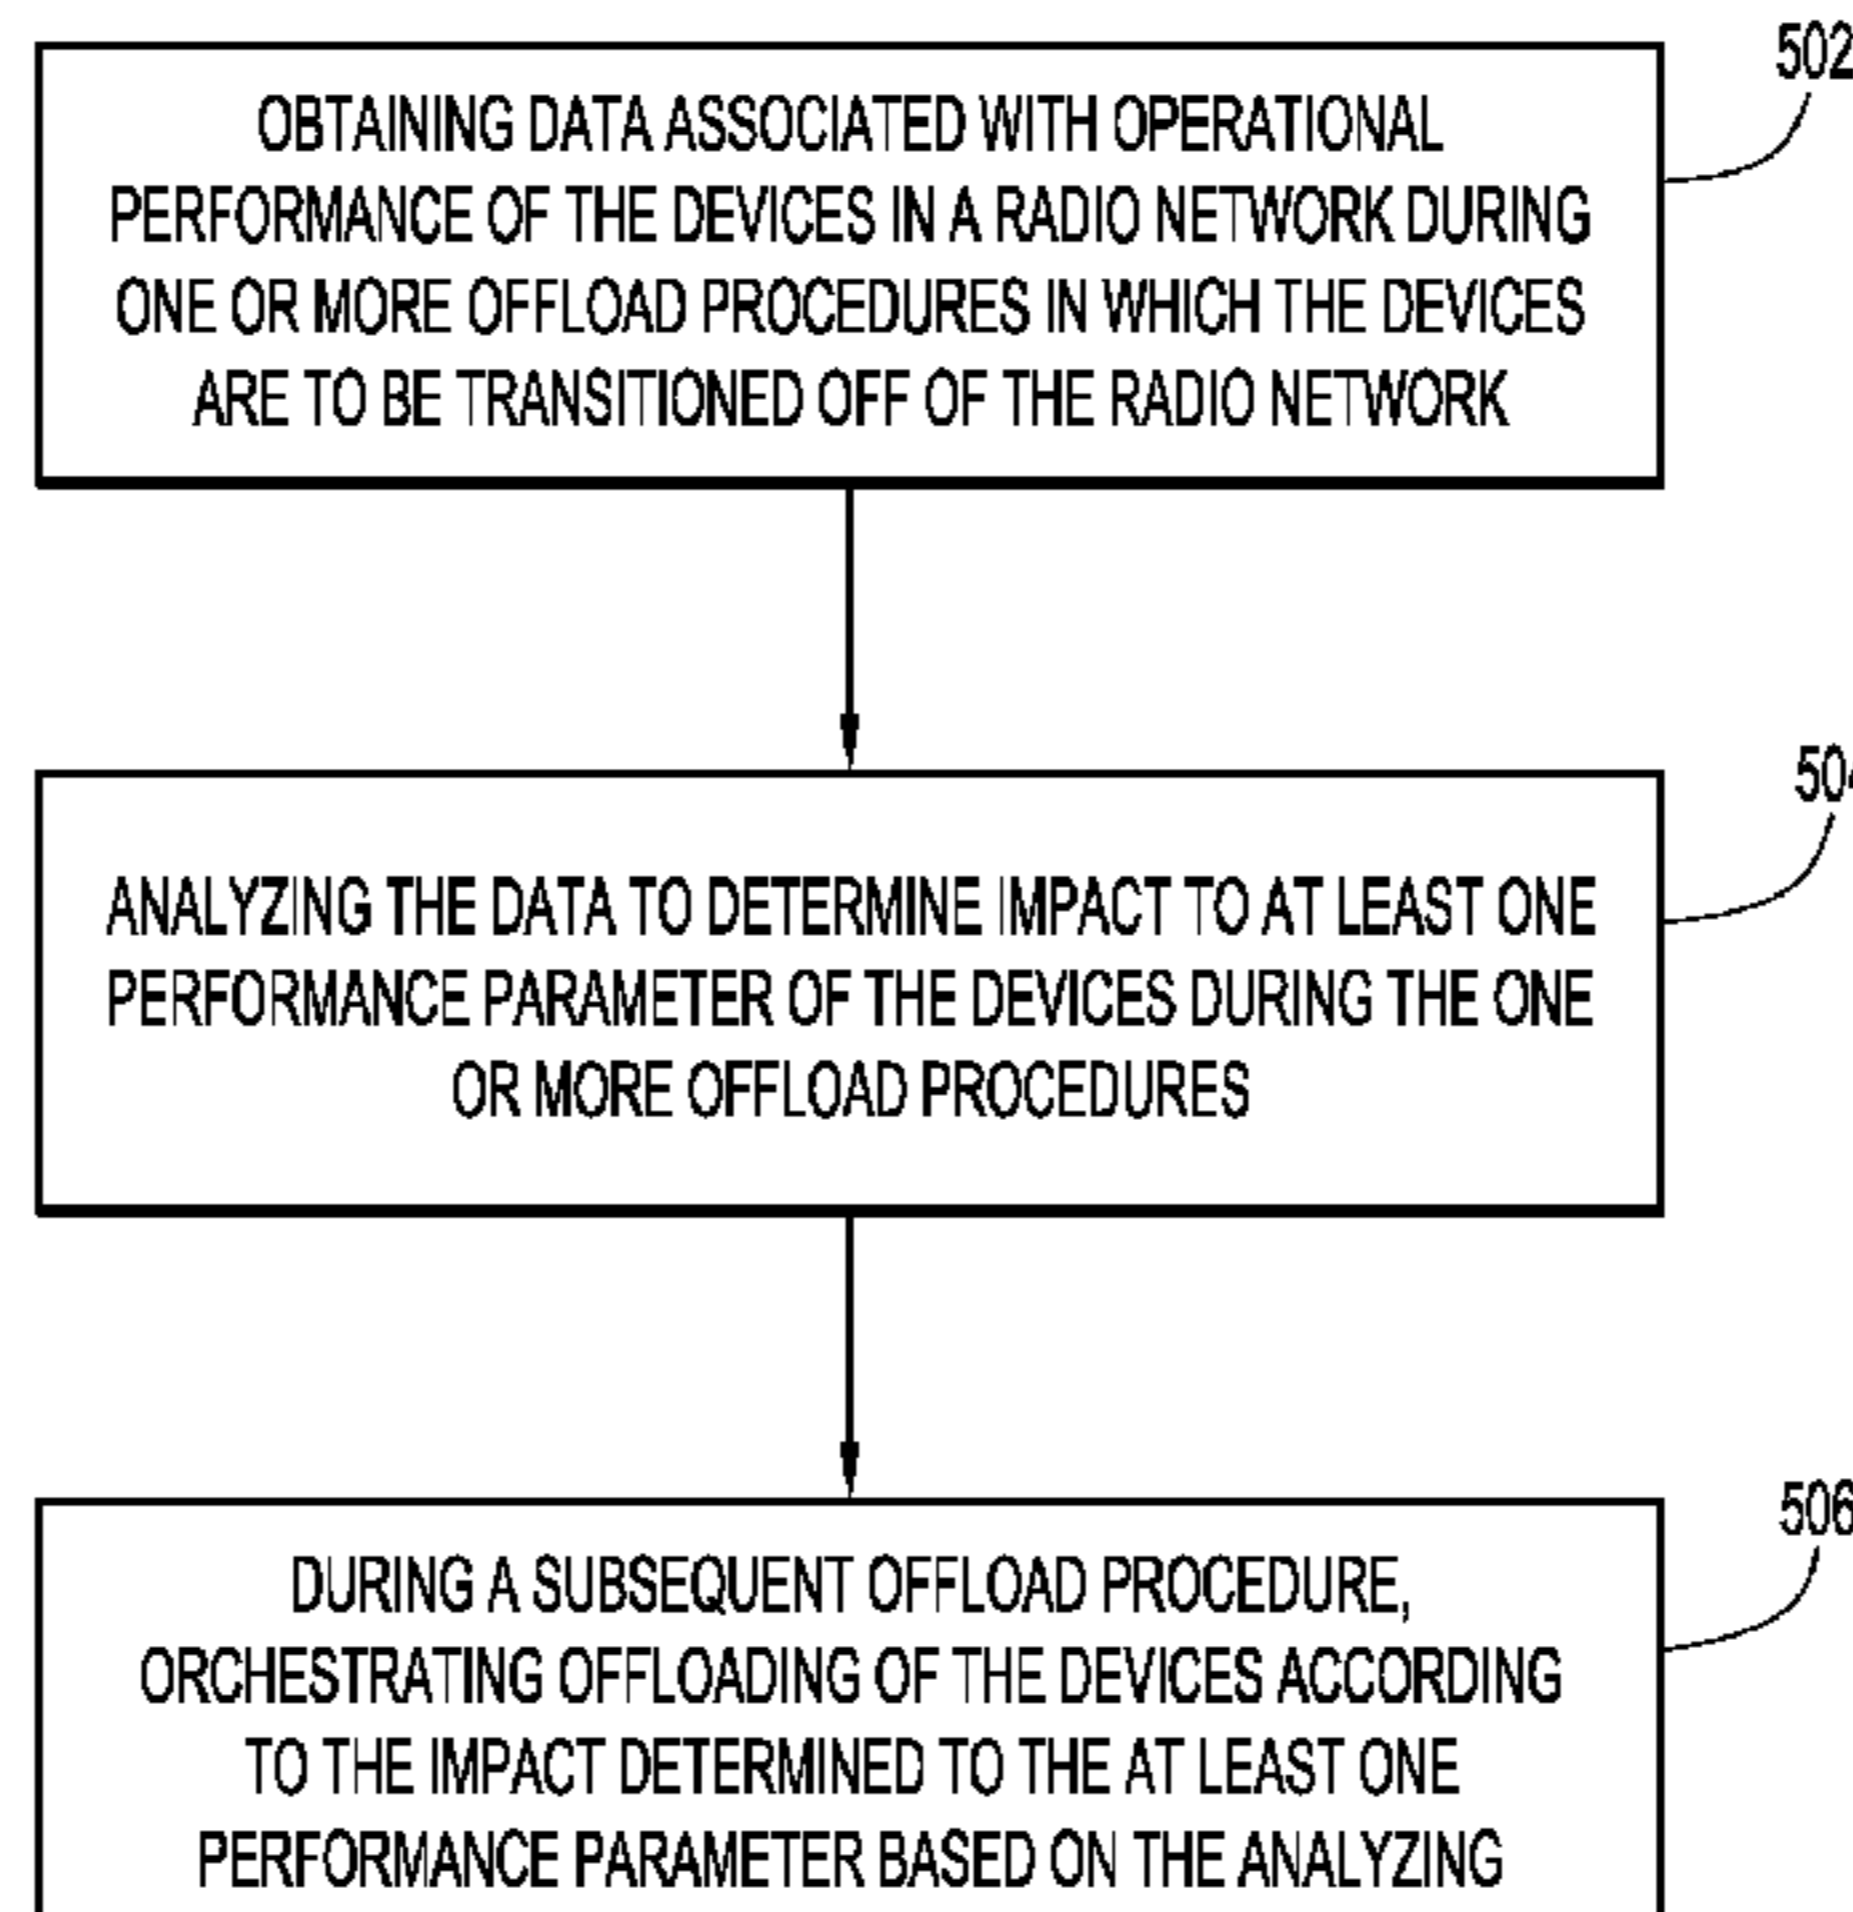 502
OBTAINING DATA ASSOCIATED WITH OPERATIONAL
PERFORMANCE OF THE DEVICES IN A RADIO NETWORK DURING
ONE OR MORE OFFLOAD PROCEDURES IN WHICH THE DEVICES
ARE TO BE TRANSITIONED OFF OF THE RADIO NETWORK
504
ANALYZING THE DATA TO DETERMINE IMPACT TO AT LEAST ONE
PERFORMANCE PARAMETER OF THE DEVICES DURING THE ONE
OR MORE OFFLOAD PROCEDURES
506
DURING A SUBSEQUENT OFFLOAD PROCEDURE,
ORCHESTRATING OFFLOADING OF THE DEVICES ACCORDING
TO THE IMPACT DETERMINED TO THE AT LEAST ONE
PERFORMANCE PARAMETER BASED ON THE ANALYZING